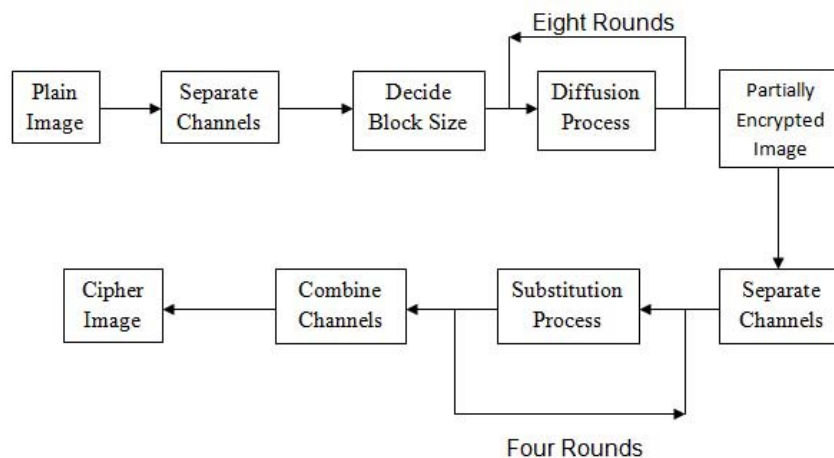 Eight Rounds
Plain
Image
Separate
Channels
Decide
Block Size
Diffusion
Process
Partially
Encrypted
Image
Separate
Channels
Substitution
Process
Combine
Channels
Cipher
Image
Four Rounds